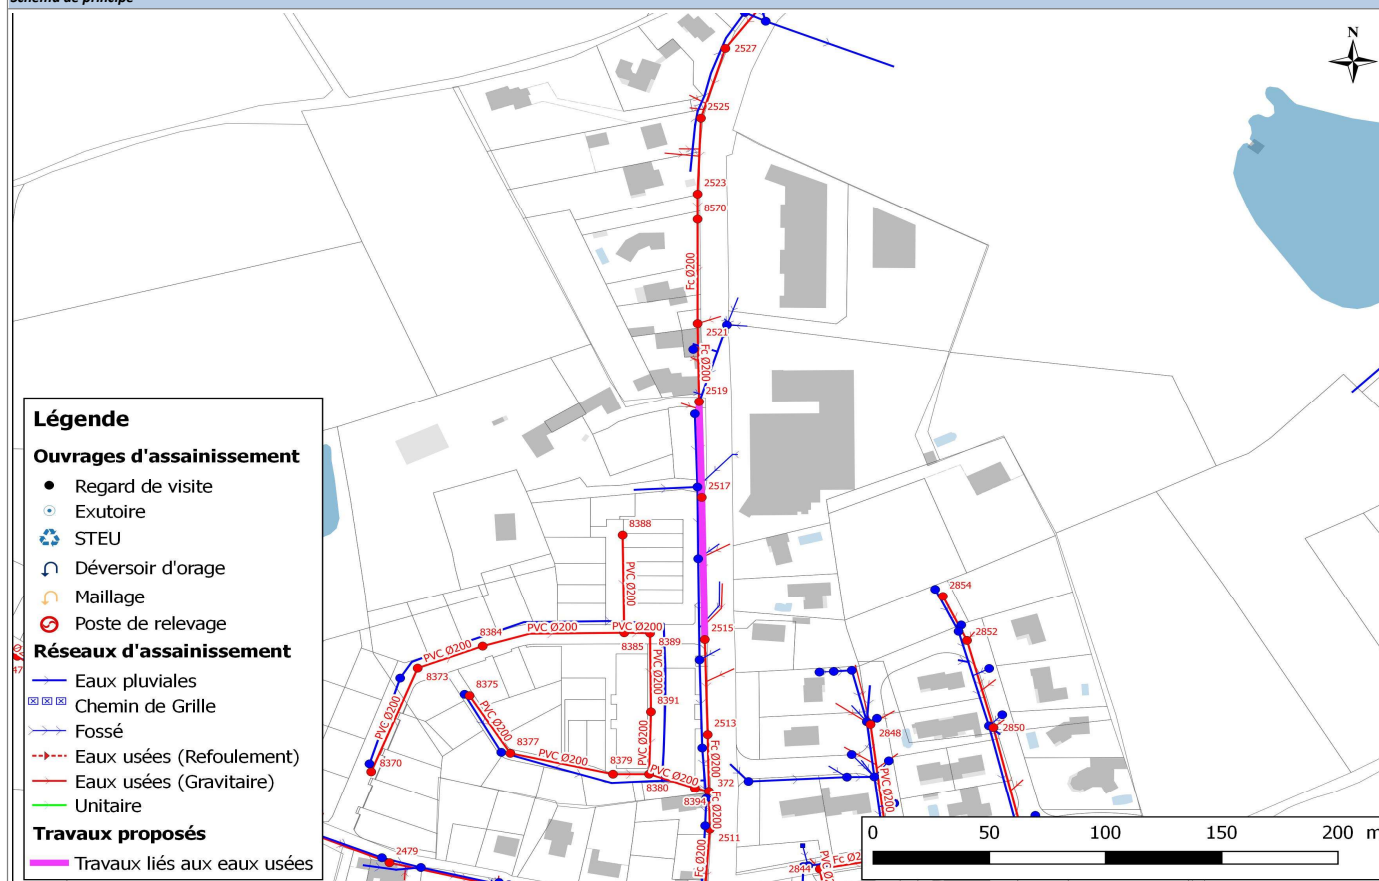 Schéma de principe
N
2527
2525
2523
8570
Fc Ø200
2521
Fc Ø200
2519
2517
8388
PVC Ø200
2515
8384
PVC Ø200
PVC Ø200
8385
8389
8373
PVC Ø200
8375
PVC Ø200
8391
PVC Ø200
2513
PVC Ø200
8377
PVC Ø200
8379
PVC Ø200
8370
8380
8394
372
Fc Ø200
Fc Ø200
2511
Fc Ø200
2854
2852
2850
2848
PVC Ø200
2844
Fc Ø2
2479
47
Légende
Ouvrages d'assainissement
Regard de visite
Exutoire
STEU
Déversoir d'orage
Maillage
Poste de relevage
Réseaux d'assainissement
Eaux pluviales
Chemin de Grille
Fossé
Eaux usées (Refoulement)
Eaux usées (Gravitaire)
Unitaire
Travaux proposés
Travaux liés aux eaux usées
0 50 100 150 200 m